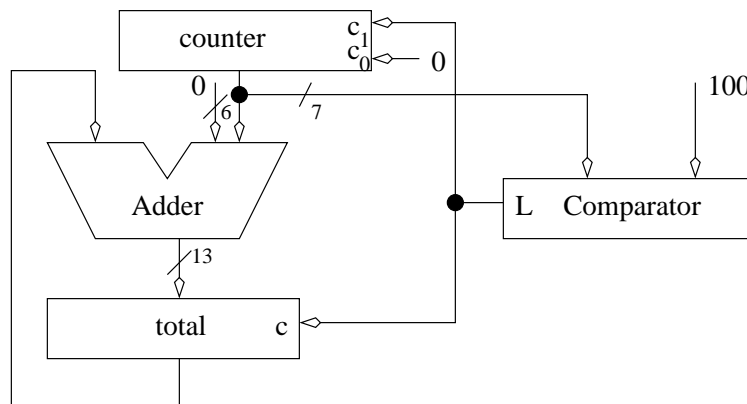 counter
c1
c0
0
0
6
7
100
Adder
L
Comparator
13
total
c